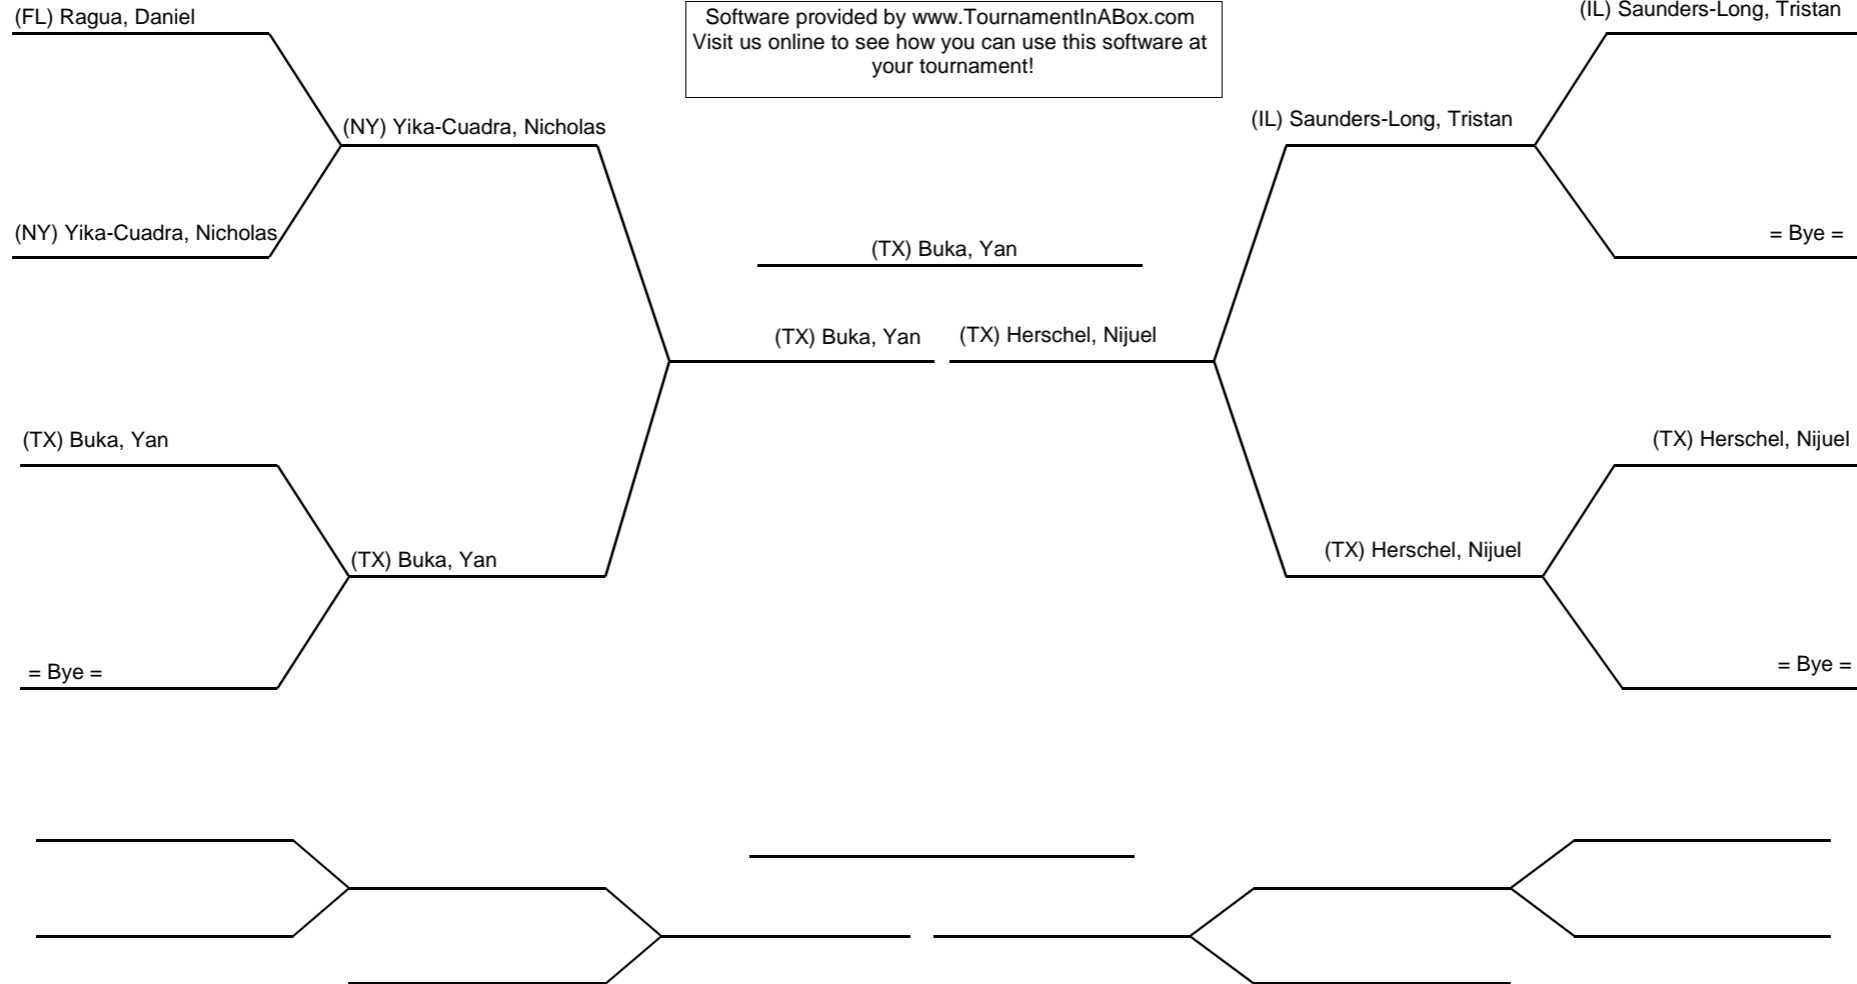 (FL) Ragua, Daniel
Software provided by www.TournamentInABox.com
Visit us online to see how you can use this software at
your tournament!
(IL) Saunders-Long, Tristan
(NY) Yika-Cuadra, Nicholas
(IL) Saunders-Long, Tristan
(NY) Yika-Cuadra, Nicholas
(TX) Buka, Yan
= Bye =
(TX) Buka, Yan
(TX) Herschel, Nijuel
(TX) Buka, Yan
(TX) Herschel, Nijuel
(TX) Buka, Yan
(TX) Herschel, Nijuel
= Bye =
= Bye =